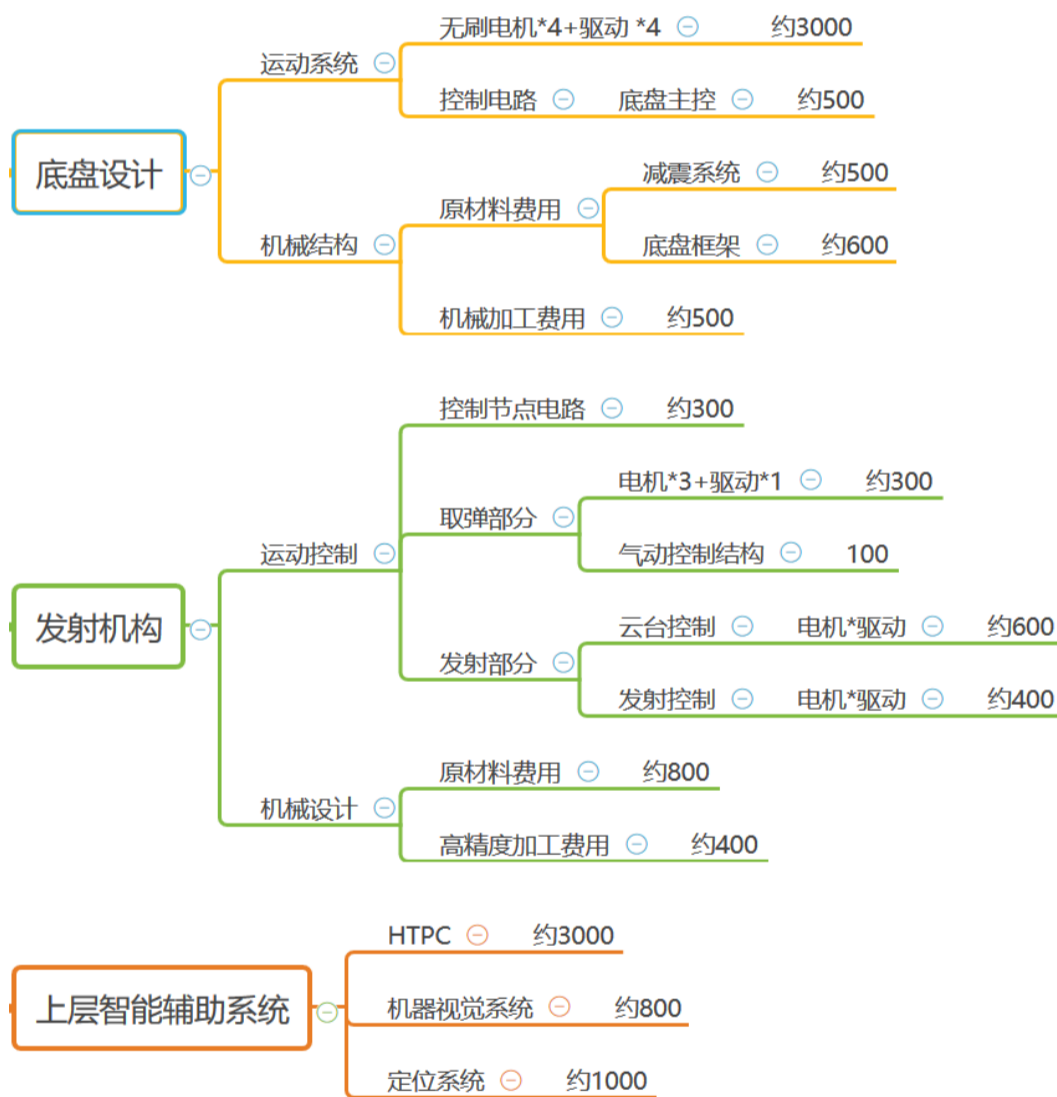 无刷电机*4+驱动 *4 约3000
运动系统
控制电路 底盘主控 约500
底盘设计
减震系统 约500
原材料费用
机械结构
底盘框架 约600
机械加工费用 约500
控制节点电路 约300
电机*3+驱动*1 约300
取弹部分
运动控制
气动控制结构 100
发射机构
云台控制 电机*驱动 约600
发射部分
发射控制 电机*驱动 约400
原材料费用 约800
机械设计
高精度加工费用 约400
HTPC 约3000
上层智能辅助系统
机器视觉系统 约800
定位系统 约1000